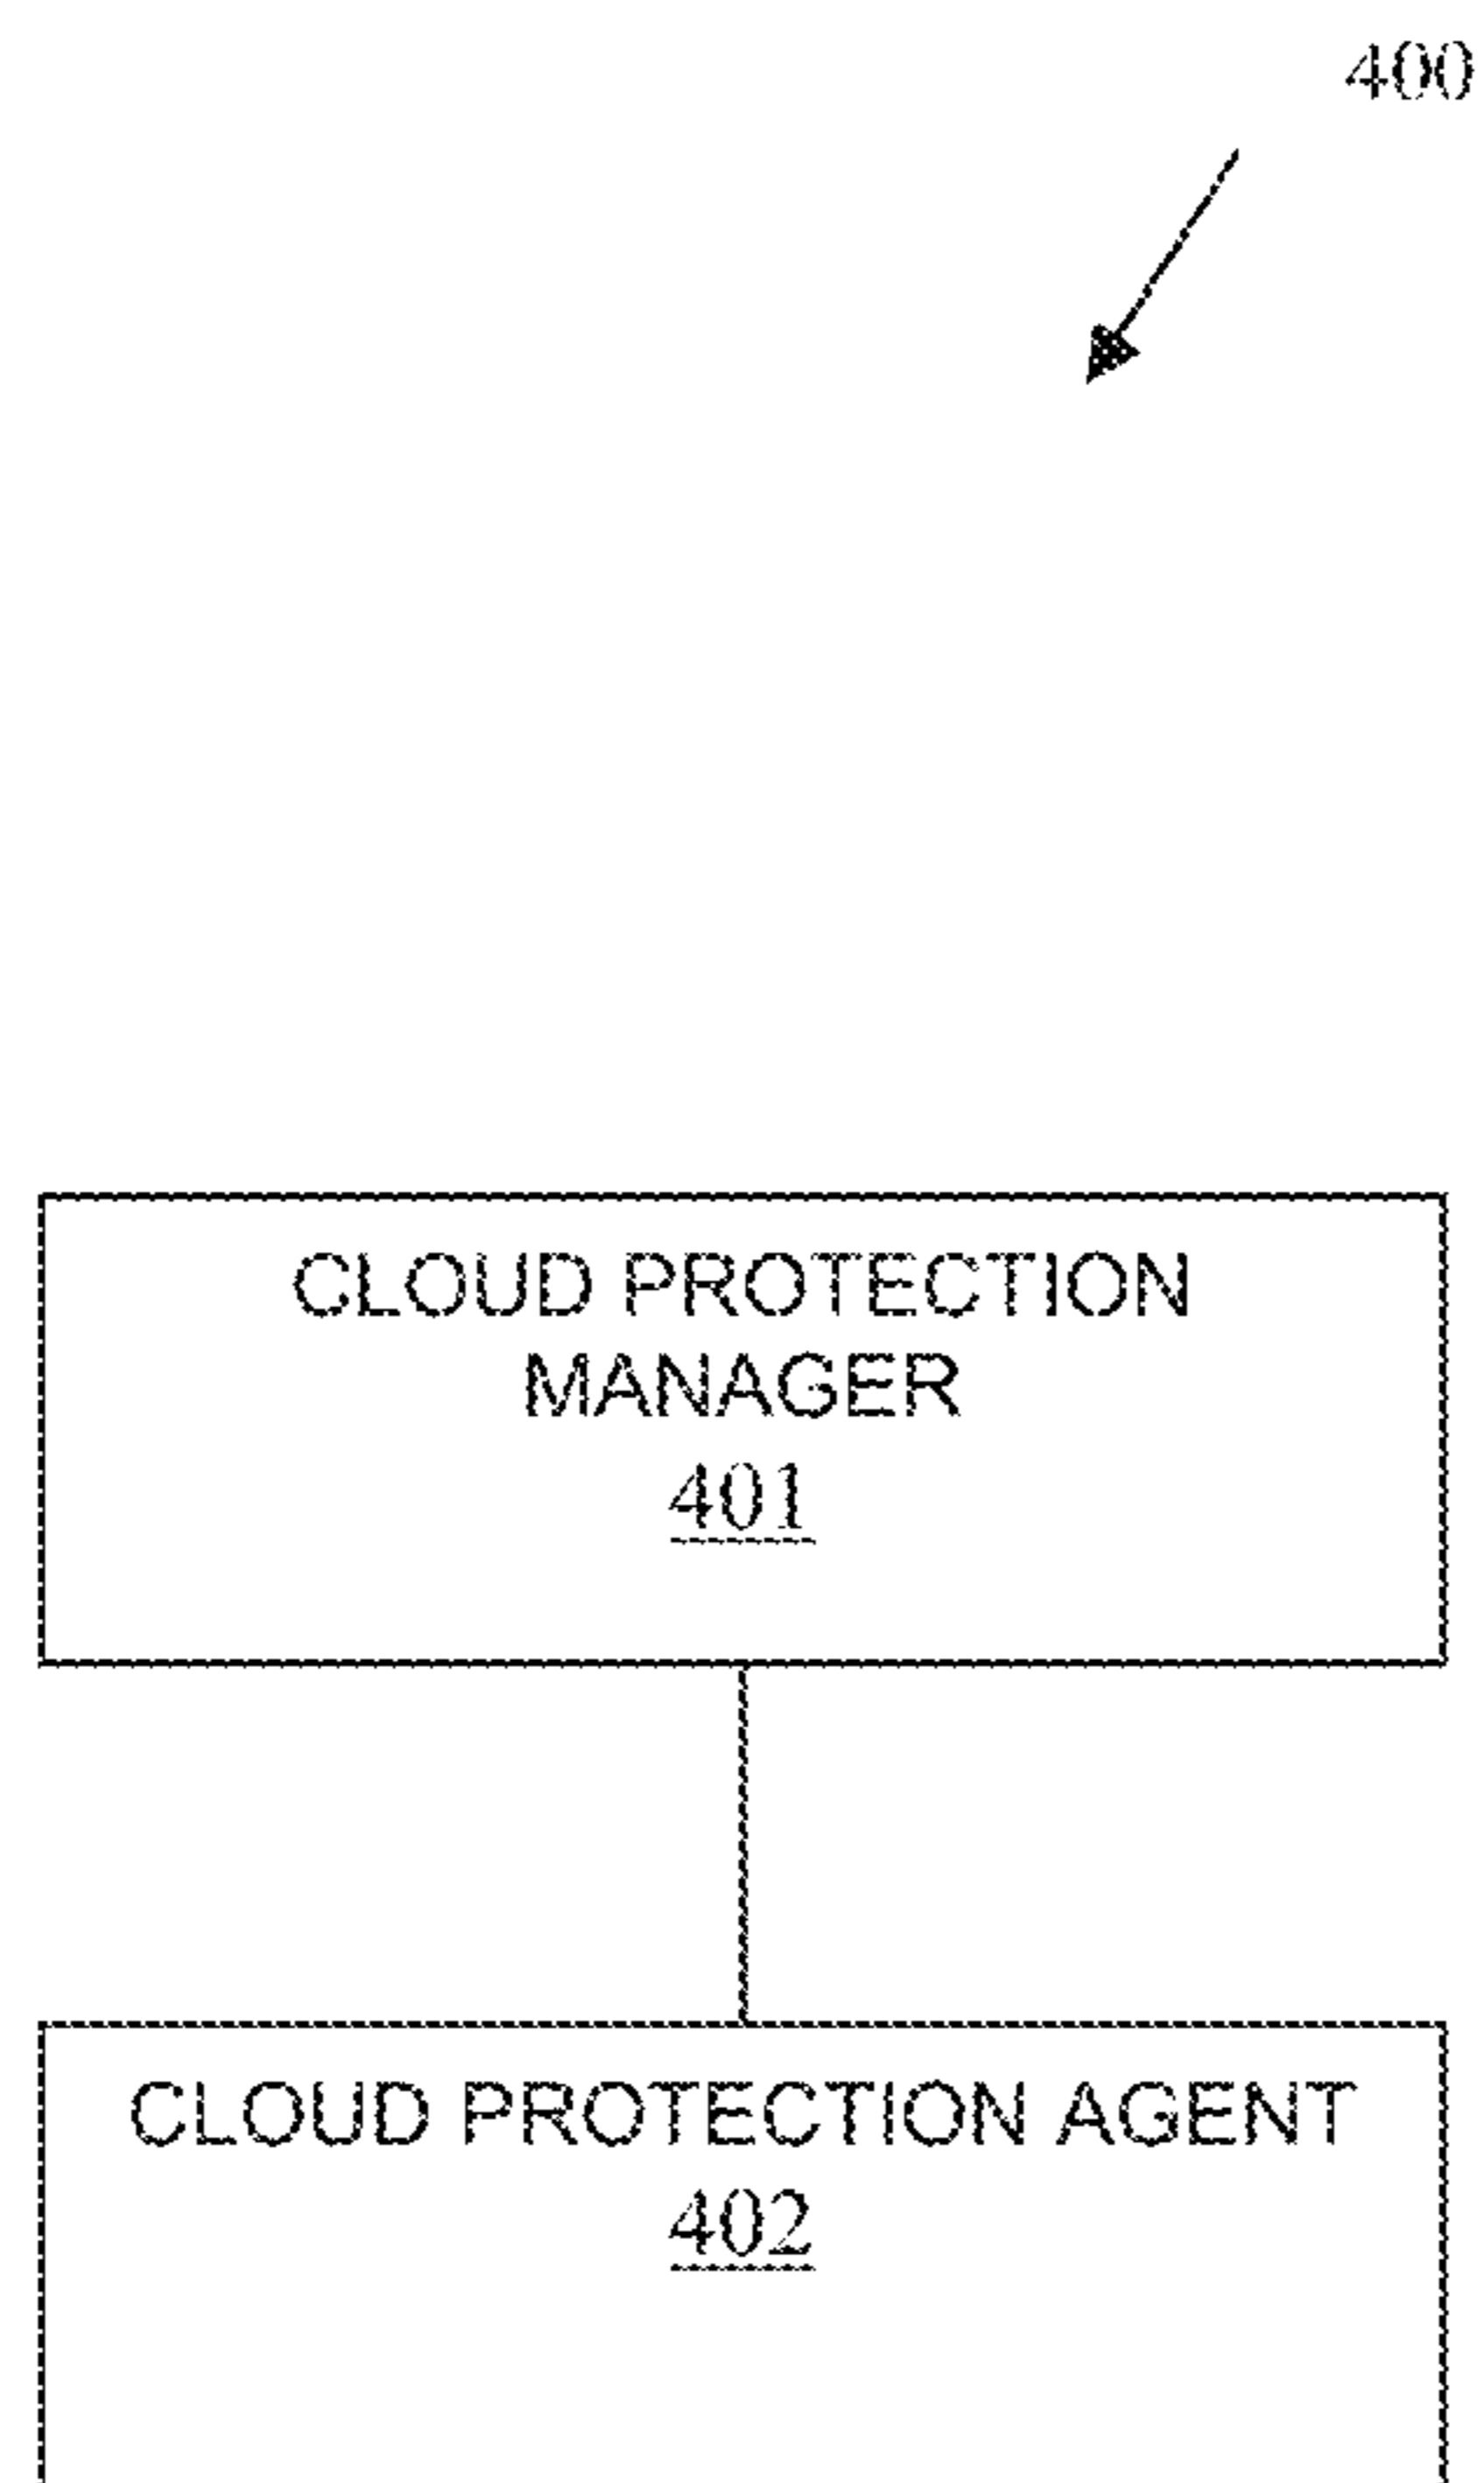 400
CLOUD PROTECTION
MANAGER
401
CLOUD PROTECTION AGENT
402